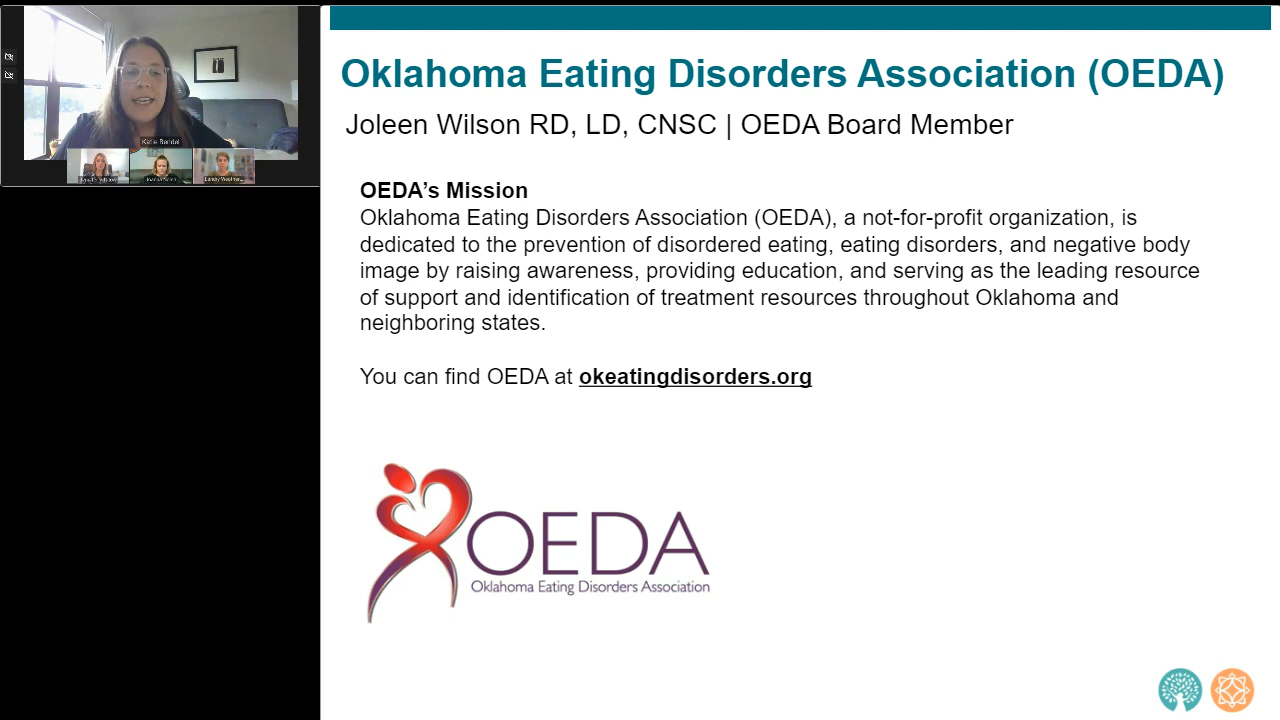 Katie Bendel
Oklahoma Eating Disorders Association (OEDA)
Joleen Wilson RD, LD, CNSC | OEDA Board Member
OEDA’s Mission
Oklahoma Eating Disorders Association (OEDA), a not-for-profit organization, is
dedicated to the prevention of disordered eating, eating disorders, and negative body
image by raising awareness, providing education, and serving as the leading resource
of support and identification of treatment resources throughout Oklahoma and
neighboring states.
You can find OEDA at okeatingdisorders.org
OEDA
Oklahoma Eating Disorders Association